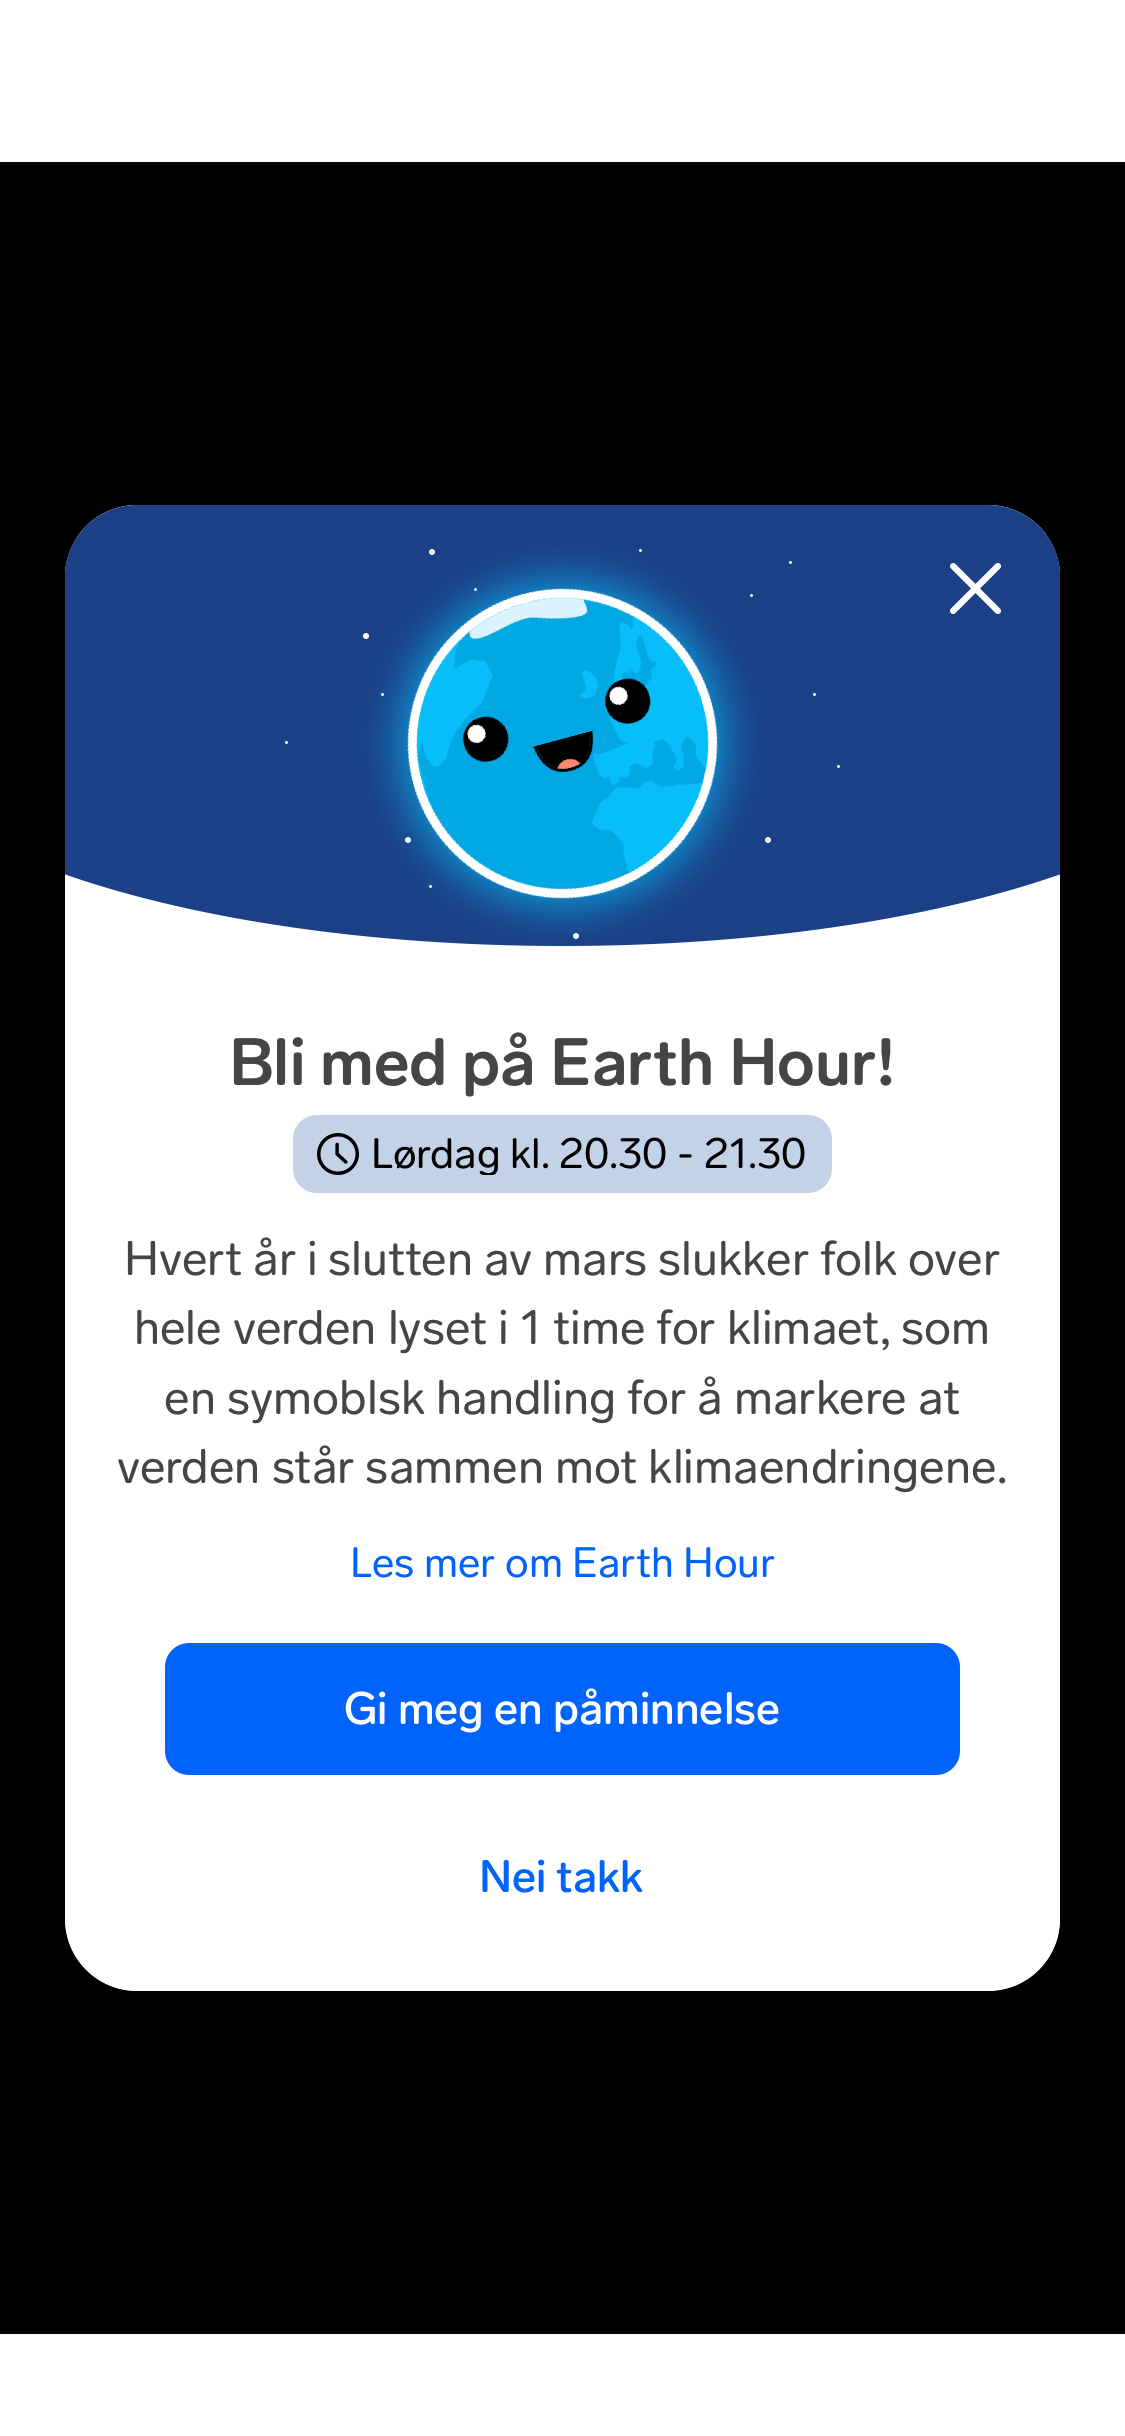 Bli med på Earth Hour!
Lørdag kl. 20.30 - 21.30
Hvert år i slutten av mars slukker folk over
hele verden lyset i 1 time for klimaet, som
en symoblsk handling for å markere at
verden står sammen mot klimaendringene.
Les mer om Earth Hour
Gi meg en påminnelse
Nei takk